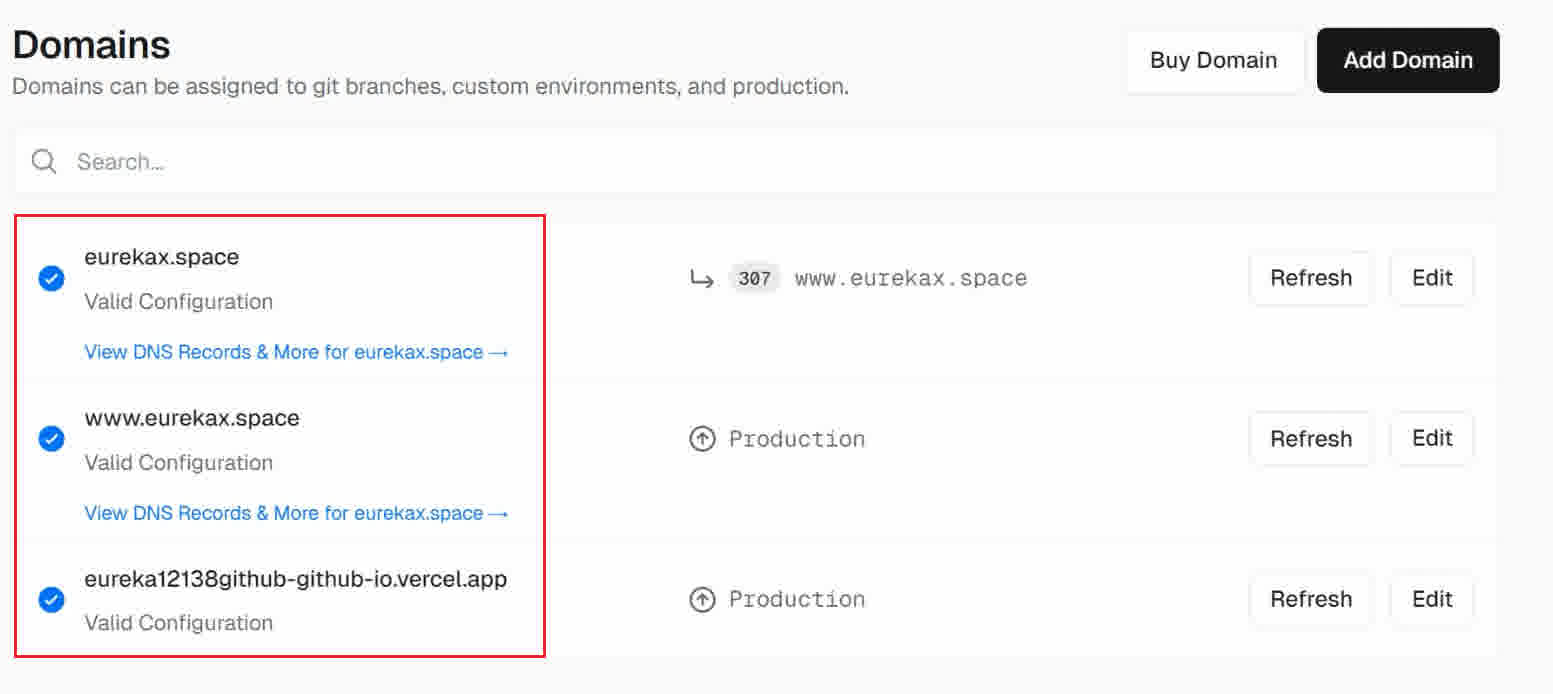 Domains
Domains can be assigned to git branches, custom environments, and production.
Buy Domain
Add Domain
Search...
eurekax.space
Valid Configuration
View DNS Records & More for eurekax.space →
307 www.eurekax.space
Refresh
Edit
www.eurekax.space
Valid Configuration
View DNS Records & More for eurekax.space →
Production
Refresh
Edit
eureka12138github-github-io.vercel.app
Valid Configuration
Production
Refresh
Edit